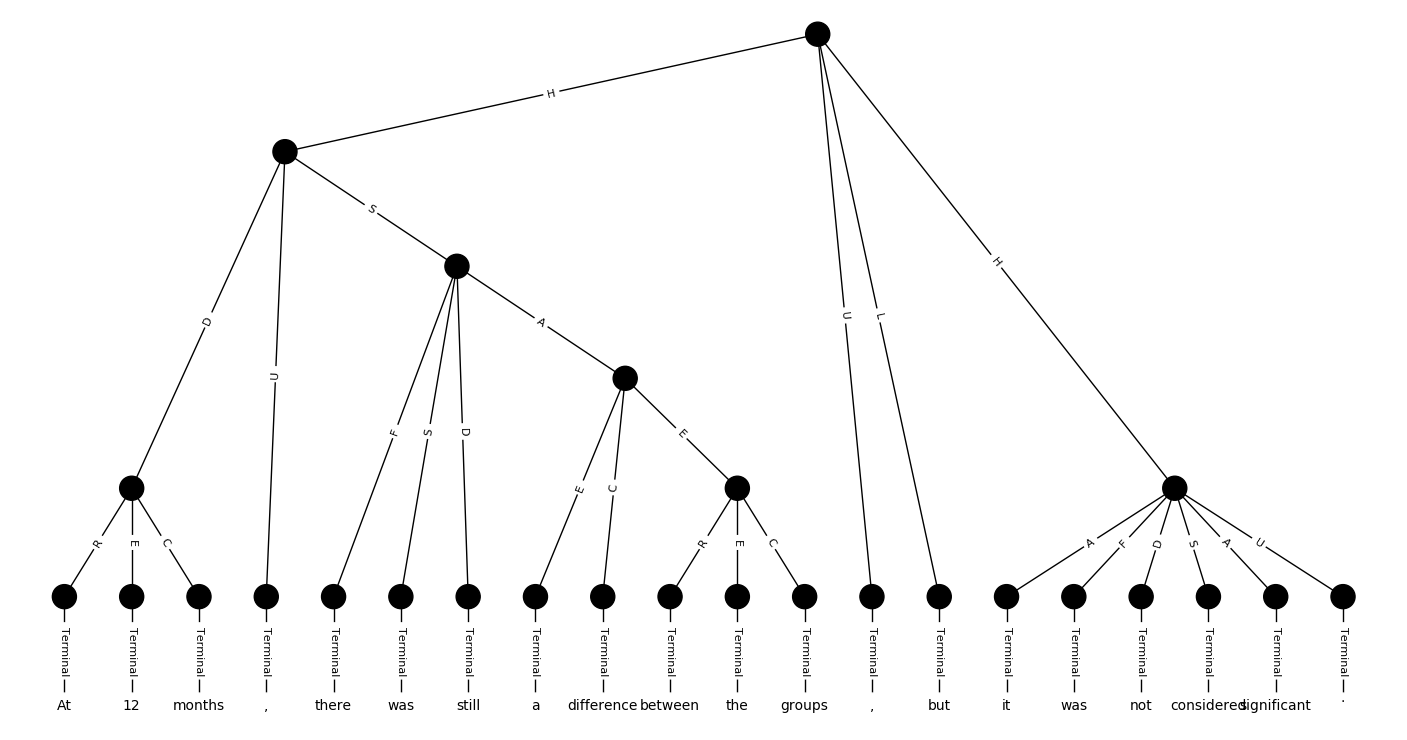 H
S
D
U
A
H
U
L
F
S
D
E
C
E
R
E
C
R
E
C
A
F
D
S
A
U
Terminal Terminal Terminal Terminal Terminal Terminal Terminal Terminal Terminal Terminal Terminal Terminal Terminal Terminal Terminal Terminal Terminal Terminal Terminal Terminal
At 12 months , there was still a difference between the groups , but it was not considered significant .